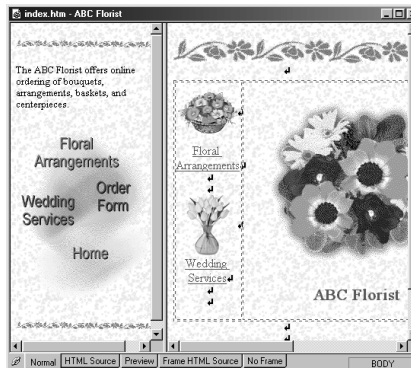 index.htm - ABC Florist
The ABC Florist offers online
ordering of bouquets,
arrangements, baskets, and
centerpieces.
Floral
Arrangements
Wedding
Services
Order
Form
Home
Floral
Arrangements
Wedding
Services
ABC Florist
Normal HTML Source Preview Frame HTML Source No Frame BODY